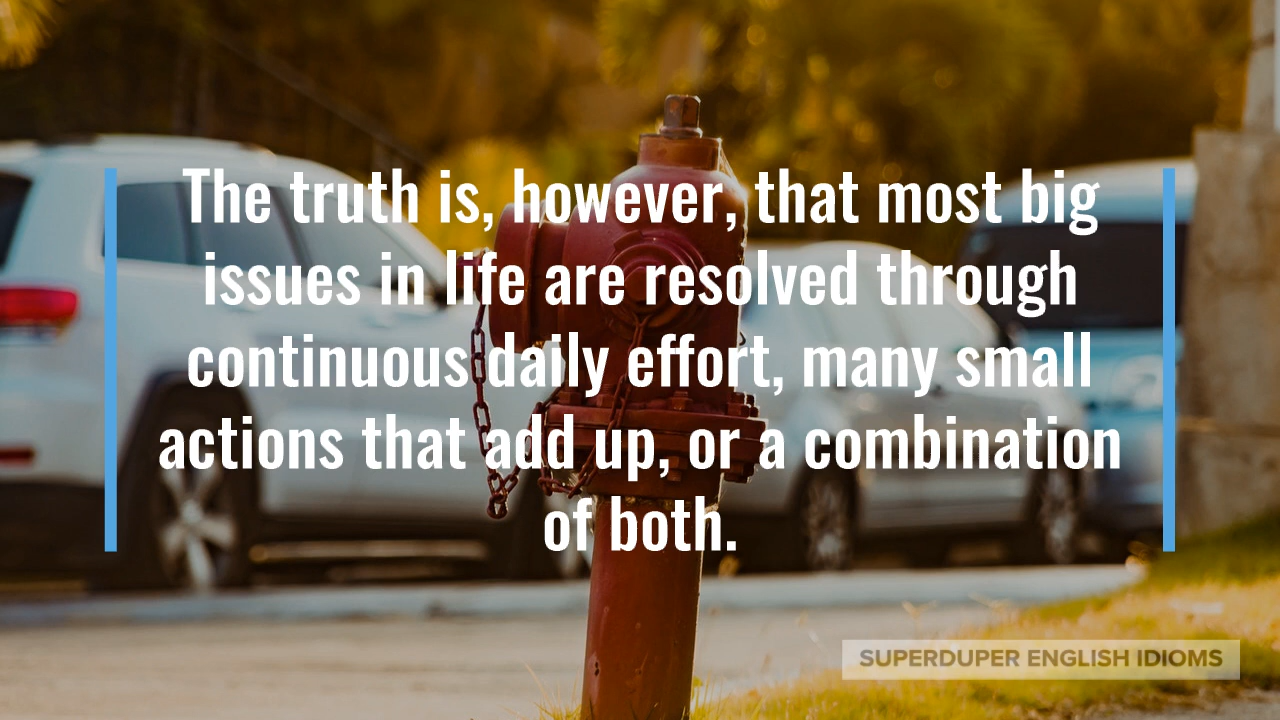 The truth is, however, that most big
issues in life are resolved through
continuous daily effort, many small
actions that add up, or a combination
of both.
SUPERDUPER ENGLISH IDIOMS